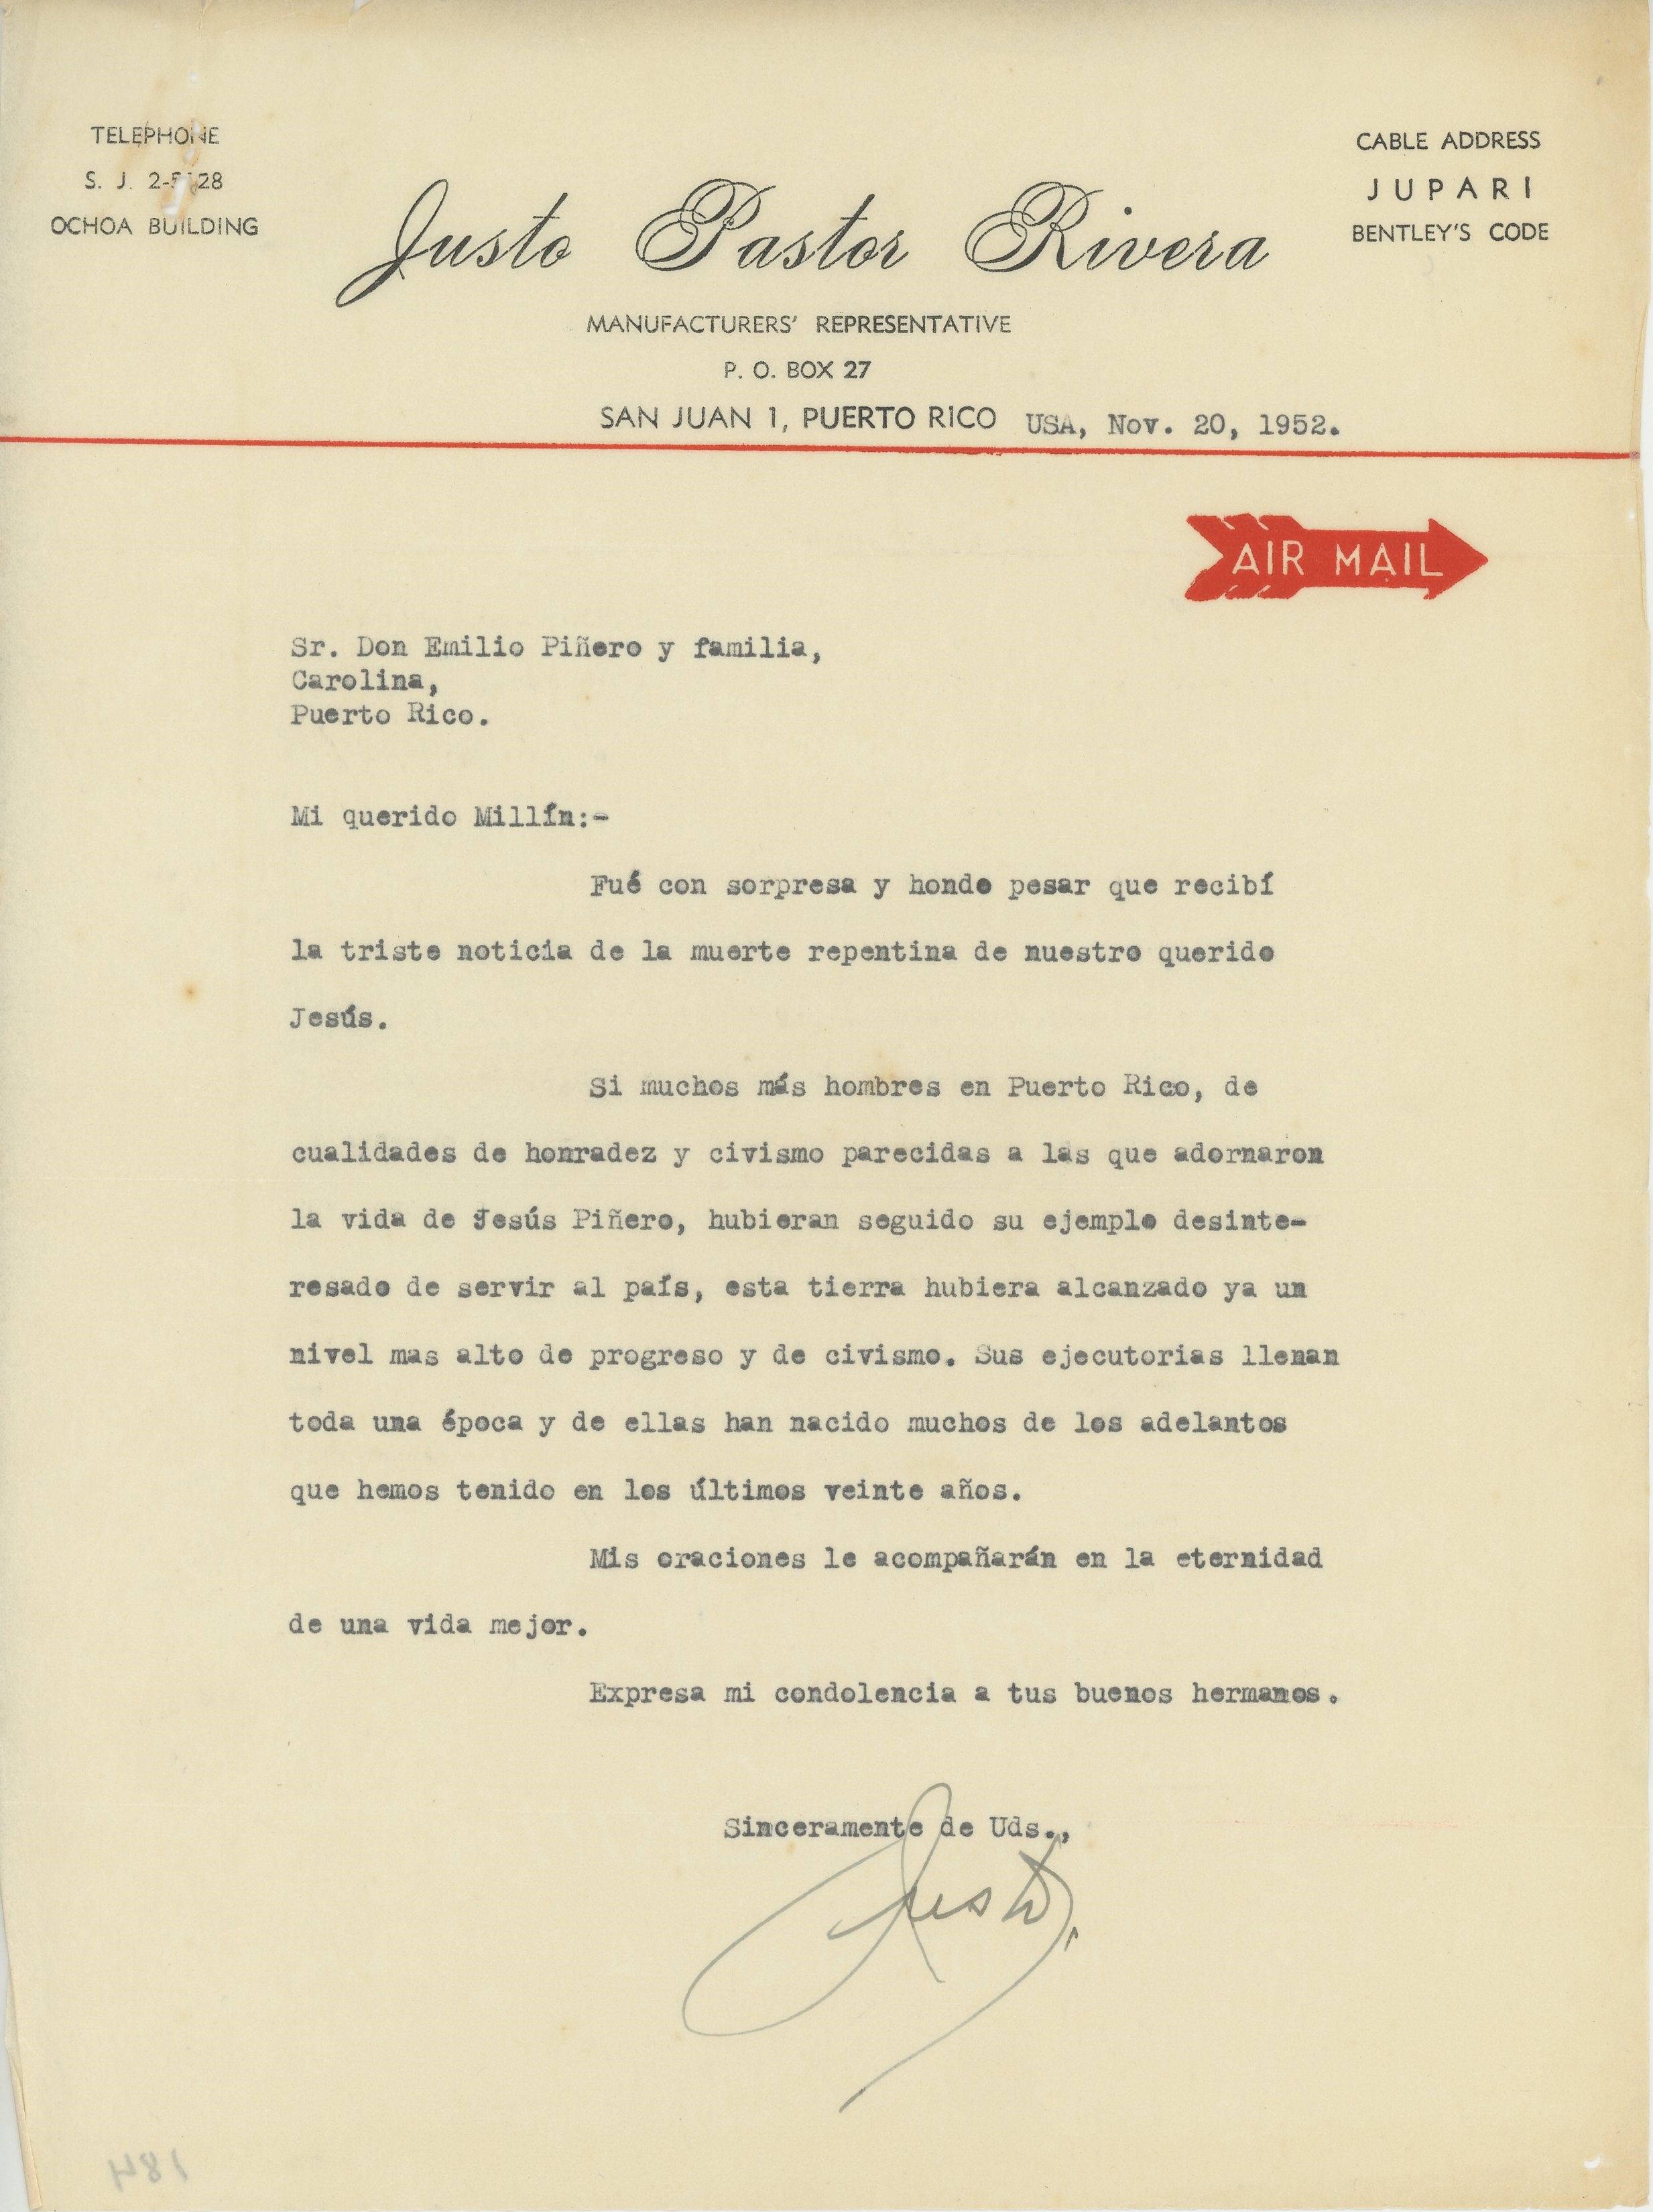 TELEPHONE
S. J. 
OCHOA BUILDING
CABLE ADDRESS
JUPARI
BENTLEY'S CODE
Justo Pastor Rivera
MANUFACTURERS' REPRESENTATIVE
P. O. BOX 27
SAN JUAN 1, PUERTO RICO USA, Nov. 20, 1952.
AIR MAIL
Sr. Don Emilio Piñero y familia,
Carolina,
Puerto Rico.
Mi querido Millín:-
Fué con sorpresa y hondo pesar que recibí
la triste noticia de la muerte repentina de nuestro querido
Jesús.
Si muchos más hombres en Puerto Rico, de
cualidades de honradez y civismo parecidas a las que adornaron
la vida de Jesús Piñero, hubieran seguido su ejemplo desinte-
resado de servir al país, esta tierra hubiera alcanzado ya un
nivel mas alto de progreso y de civismo. Sus ejecutorias llenan
toda una época y de ellas han nacido muchos de los adelantos
que hemos tenido en los últimos veinte años.
Mis oraciones le acompañarán en la eternidad
de una vida mejor.
Expresa mi condolencia a tus buenos hermanos.
Sinceramente de Uds.,
Justo.
184